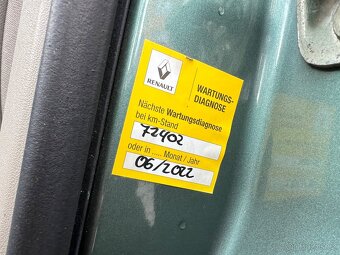 RENAULT
WARTUNGS-
DIAGNOSE
Nächste Wartungsdiagnose
bei km-Stand
72402
oder in ..... Monat / Jahr
06/2022